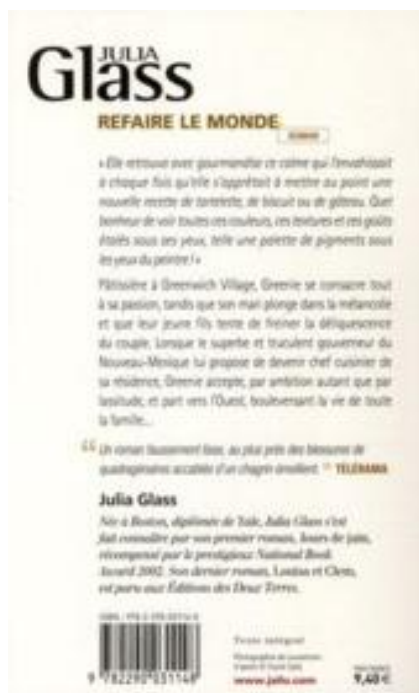 JULIA
Glass
REFAIRE LE MONDE
ROMAN
« Elle retrouva avec gourmandise ce calme qui l'envahissait
à chaque fois qu'elle s'apprêtait à mettre au point une
nouvelle recette de tartelette, de biscuit ou de gâteau. Quel
bonheur de voir toutes ces couleurs, ces textures et ces goûts
étalés sous ses yeux, telle une palette de pigments sous
les yeux du peintre ! »
Pâtissière à Greenwich Village, Greenie se consacre tout
à sa passion, tandis que son mari plonge dans la mélancolie
et que leur jeune fils tente de freiner la déliquescence
du couple. Lorsque le superbe et truculent gouverneur du
Nouveau-Mexique lui propose de devenir chef cuisinier de
sa résidence, Greenie accepte, par ambition autant que par
lassitude, et part vers l'Ouest, bouleversant la vie de toute
la famille...
“ Un roman faussement lisse, au plus près des blessures de
quadragénaires accablés d'un chagrin émollient. ” TÉLÉRAMA
Julia Glass
Née à Boston, diplômée de Yale, Julia Glass s'est
fait connaître par son premier roman, Jours de juin,
récompensé par le prestigieux National Book
Award 2002. Son dernier roman, Louisa et Clem,
est paru aux Éditions des Deux Terres.
9 782290 031148
Texte intégral
www.jailu.com
9,40 €